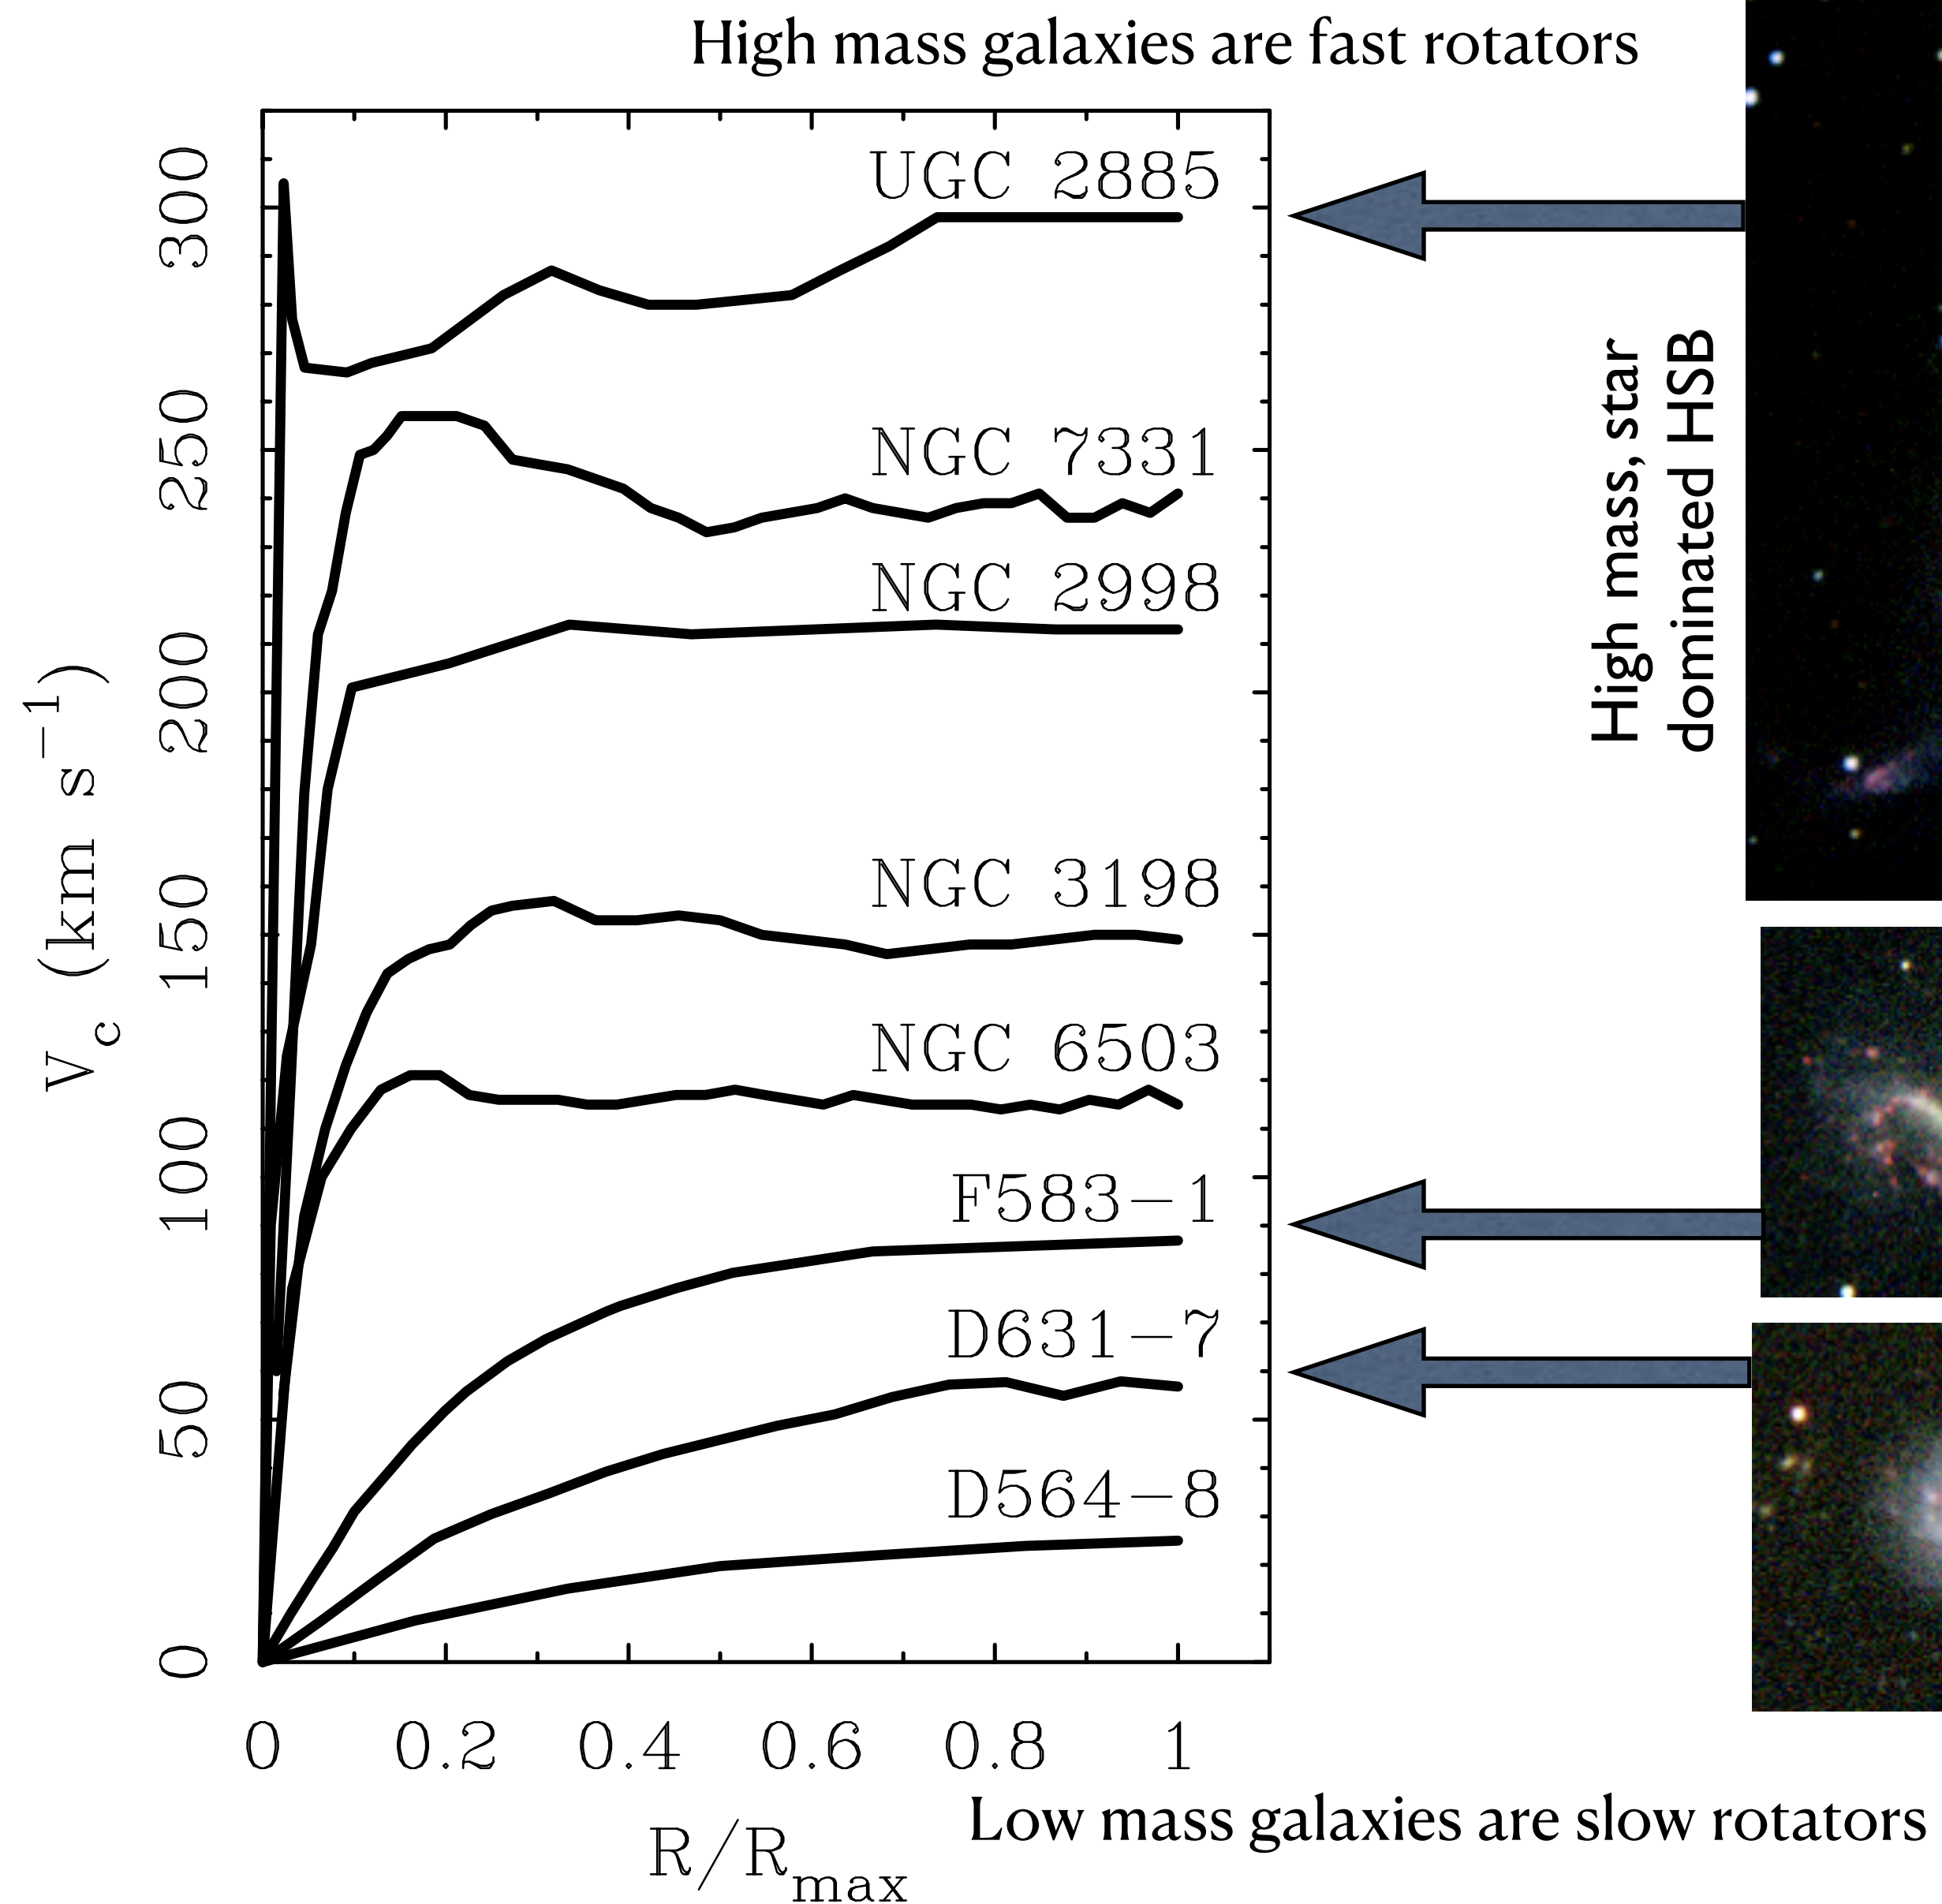 High mass galaxies are fast rotators
UGC 2885
NGC 7331
NGC 2998
NGC 3198
NGC 6503
F583-1
D631-7
D564-8
300
250
200
150
100
50
0
V_c (km s^{-1})
0 0.2 0.4 0.6 0.8 1
R/R_{max}
High mass, star
dominated HSB
Low mass galaxies are slow rotators